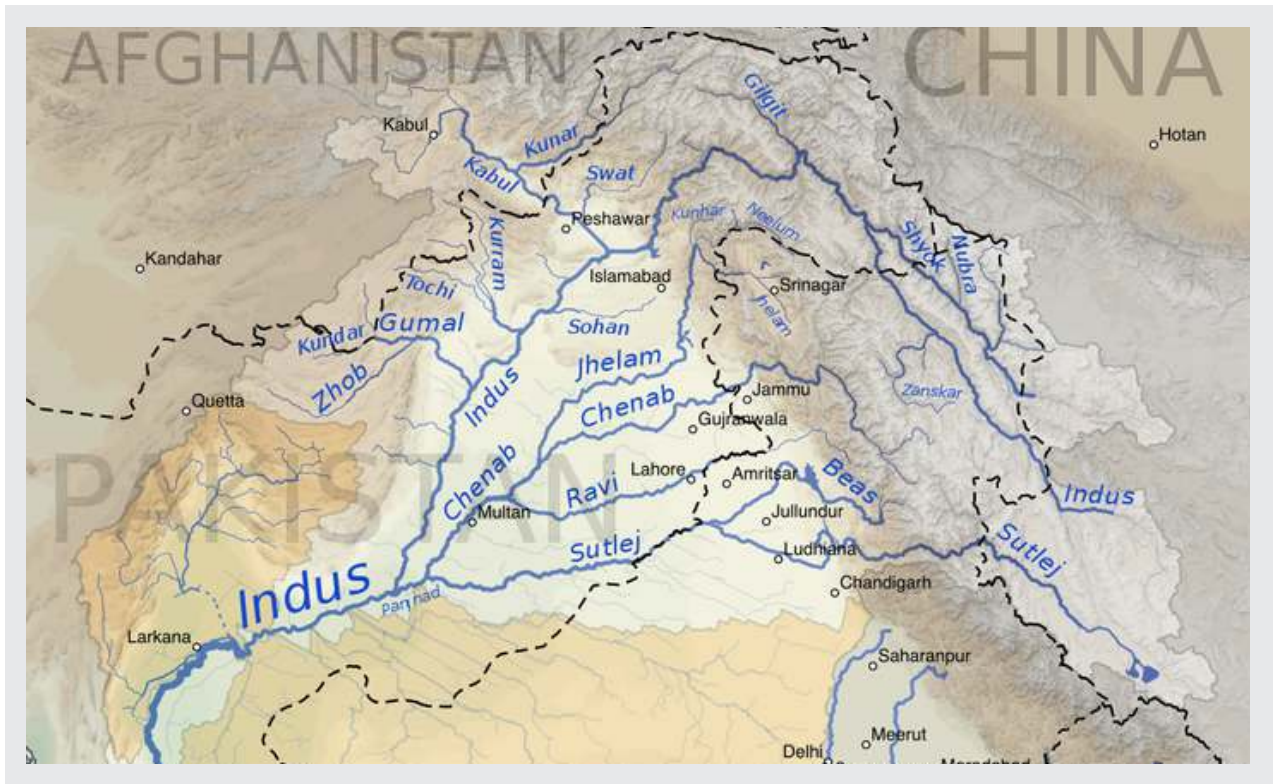 AFGHANISTAN
CHINA
Gilgit
Kabul
Kunar
Hotan
Kabul
Swat
Kunhar
Neelum
Peshawar
Shyok
Nubra
Kurram
Kandahar
Islamabad
Srinagar
Tochi
Jhelam
Gumal
Sohan
Kundar
Jhelam
Zhob
Indus
Zanskar
Jammu
Quetta
Chenab
Gujranwala
PAKISTAN
Chenab
Lahore
Amritsar
Beas
Ravi
Indus
Multan
Jullundur
Sutlej
Sutlej
Ludhiana
Indus
Panjnad
Chandigarh
Larkana
Saharanpur
Meerut
Delhi